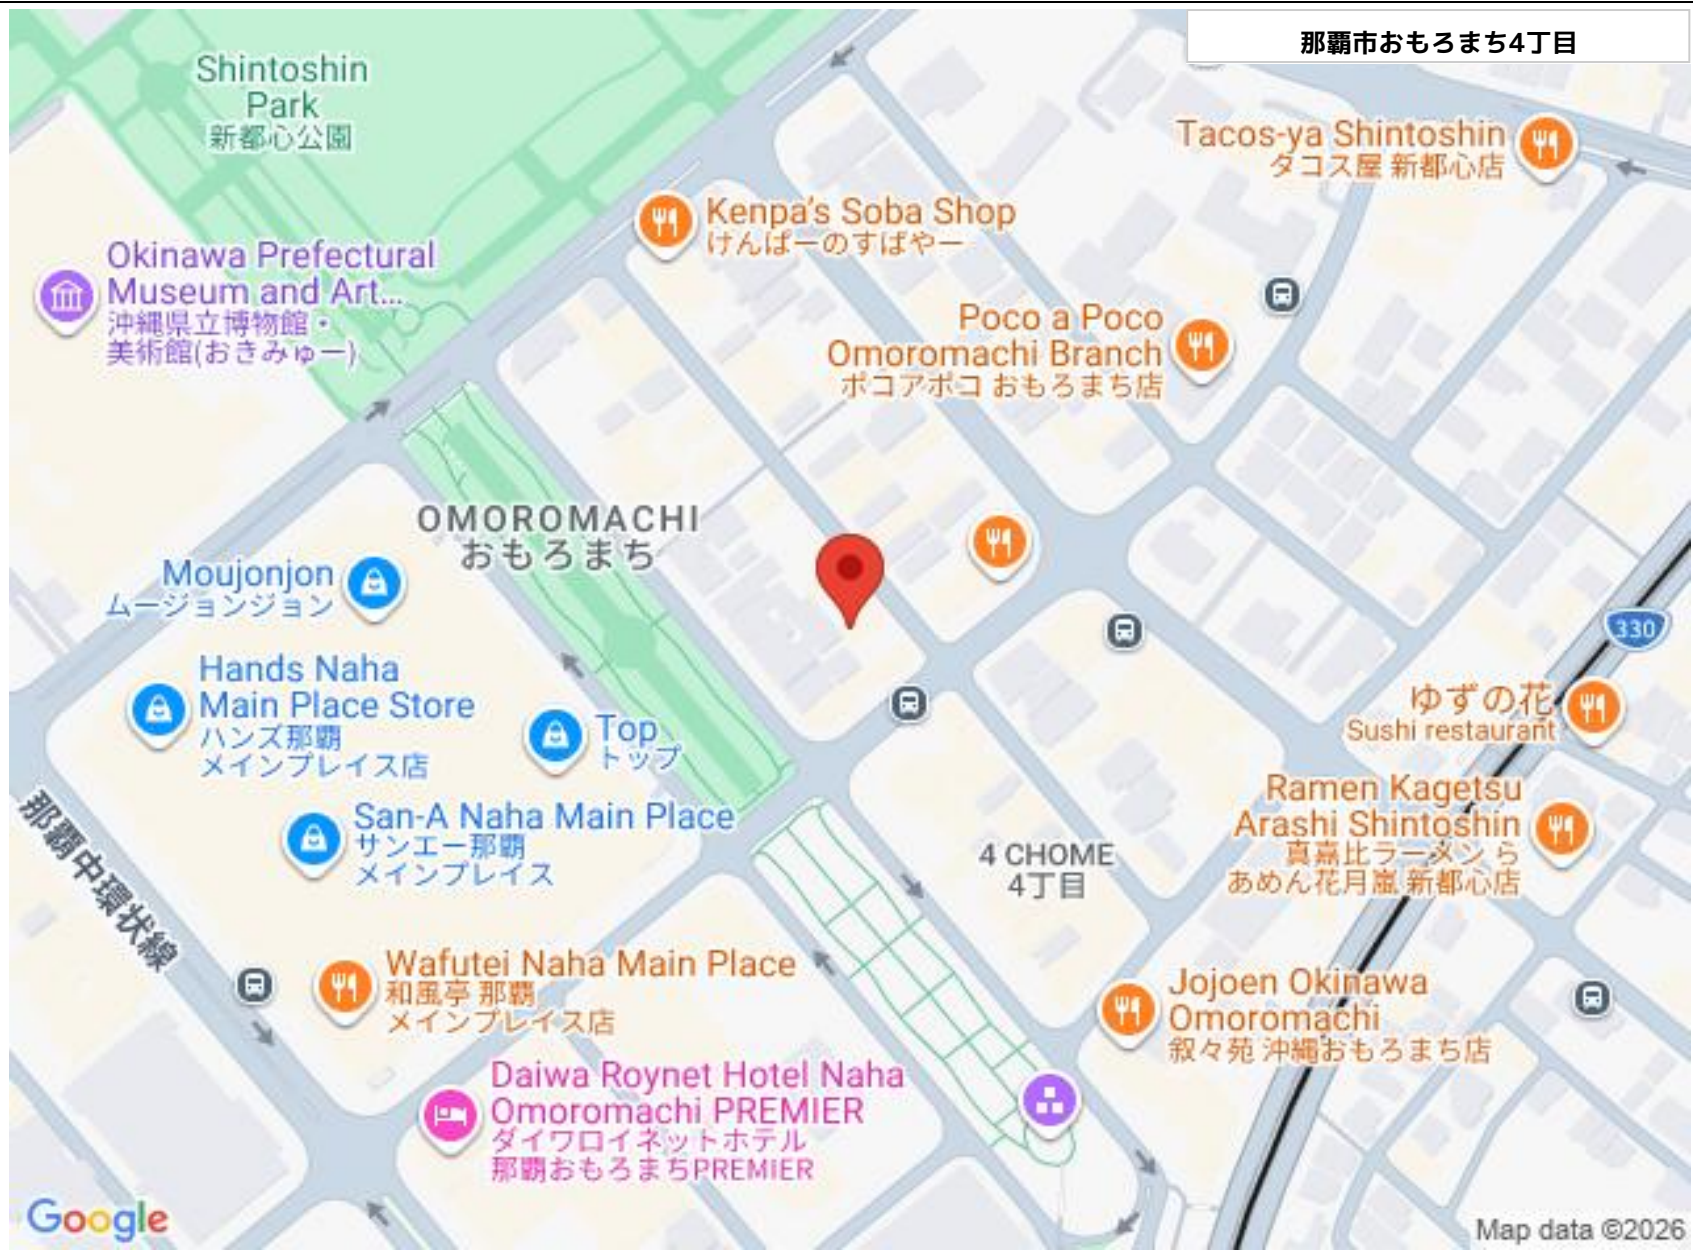 那覇市おもろまち4丁目
Shintoshin
Park
新都心公園
Tacos-ya Shintoshin
タコス屋 新都心店
Kenpa's Soba Shop
けんぱーのすばやー
Okinawa Prefectural
Museum and Art...
沖縄県立博物館・
美術館(おきみゅー)
Poco a Poco
Omoromachi Branch
ポコアポコ おもろまち店
OMOROMACHI
おもろまち
Moujonjon
ムージョンジョン
330
Hands Naha
Main Place Store
ハンズ那覇
メインプレイス店
Top
トップ
ゆずの花
Sushi restaurant
San-A Naha Main Place
サンエー那覇
メインプレイス
Ramen Kagetsu
Arashi Shintoshin
真嘉比ラーメン ら
あめん花月嵐 新都心店
4 CHOME
4丁目
那覇中環状線
Wafutei Naha Main Place
和風亭 那覇
メインプレイス店
Jojoen Okinawa
Omoromachi
叙々苑 沖縄おもろまち店
Daiwa Roynet Hotel Naha
Omoromachi PREMIER
ダイワロイネットホテル
那覇おもろまちPREMIER
Google
Map data ©2026